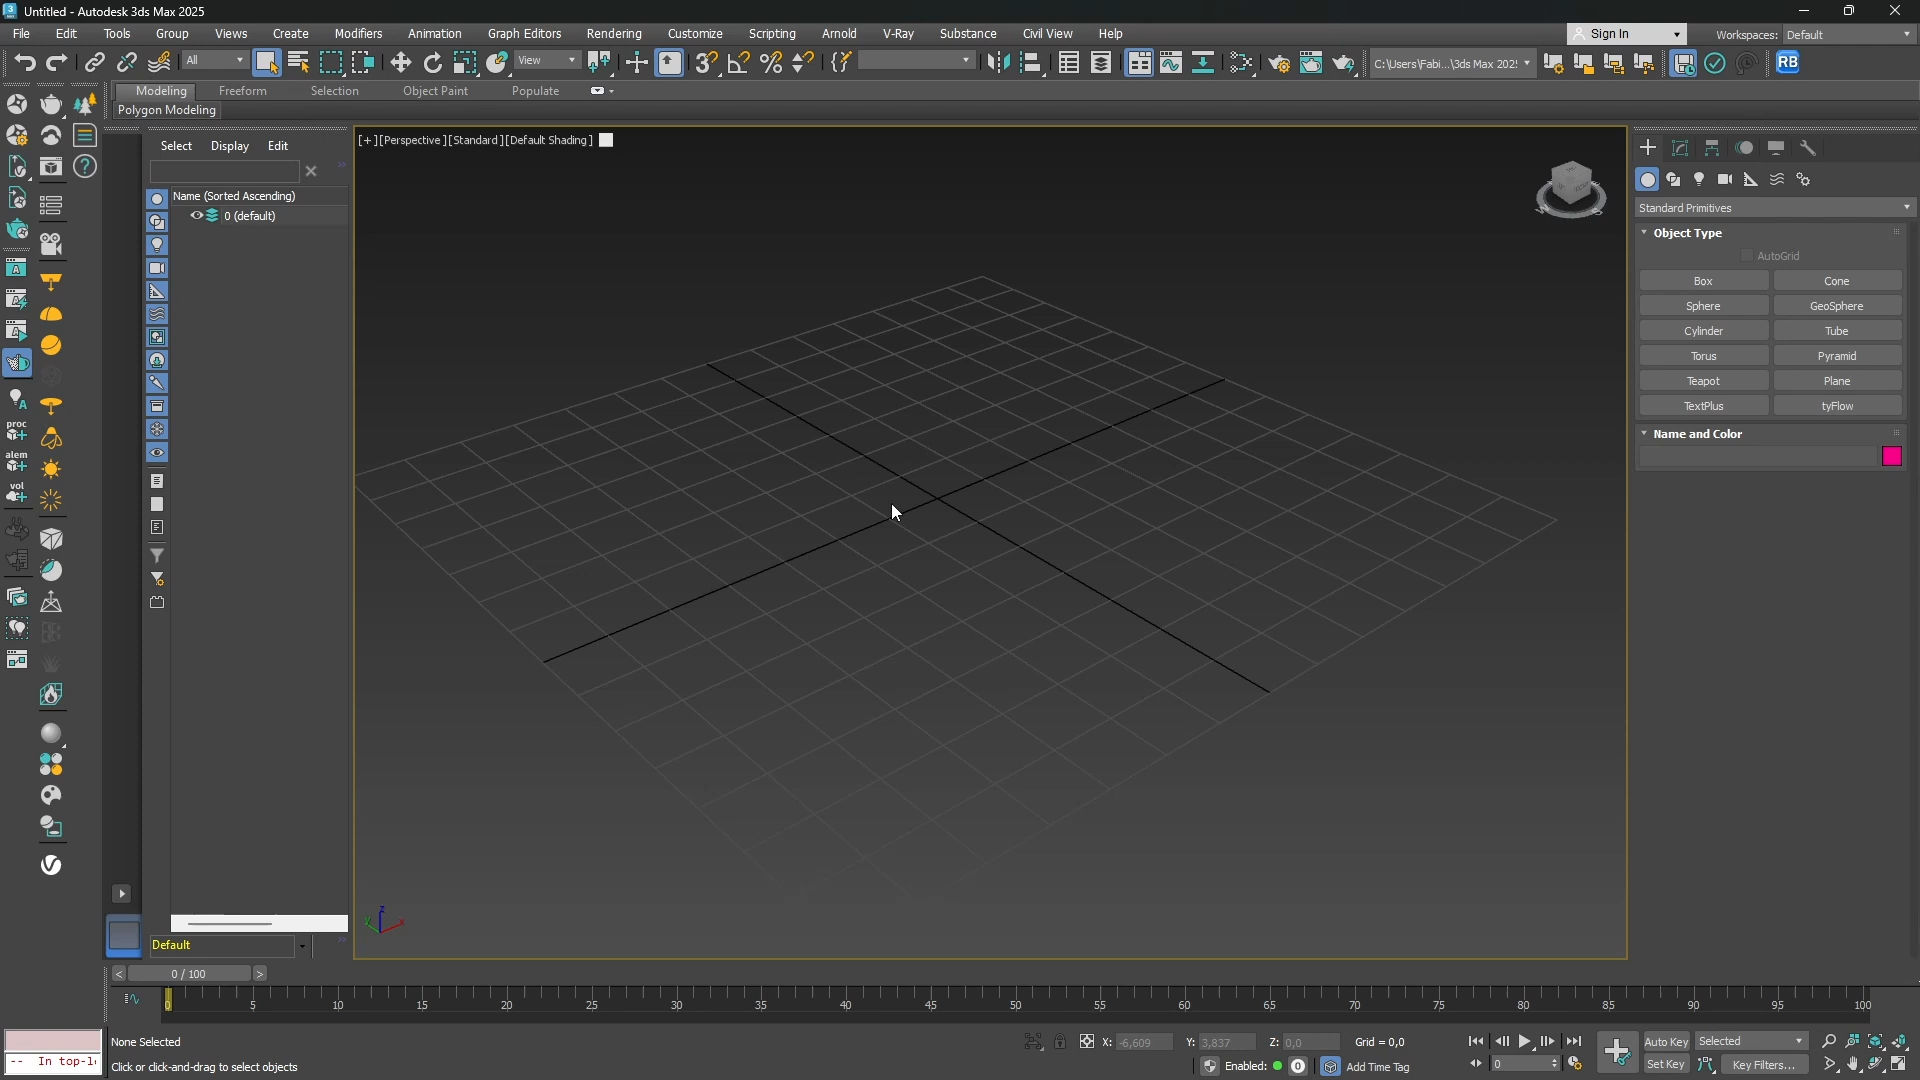 Untitled - Autodesk 3ds Max 2025
File Edit Tools Group Views Create Modifiers Animation Graph Editors Rendering Customize Scripting Arnold V-Ray Substance Civil View Help Sign In Workspaces: Default
All View C:\Users\Fabi...\3ds Max 202! RB
Modeling Freeform Selection Object Paint Populate
Polygon Modeling
Select Display Edit
Name (Sorted Ascending)
0 (default)
proc
alem
vol
Default
[+][Perspective][Standard][Default Shading]
Standard Primitives
Object Type
AutoGrid
Box Cone
Sphere GeoSphere
Cylinder Tube
Torus Pyramid
Teapot Plane
TextPlus tyFlow
Name and Color
< 0 / 100 >
0 5 10 15 20 25 30 35 40 45 50 55 60 65 70 75 80 85 90 95 100
None Selected X: -6,609 Y: 3,837 Z: 0,0 Grid = 0,0 Auto Key Selected
-- In top-l
Click or click-and-drag to select objects Enabled: 0 Add Time Tag 0 Set Key Key Filters...